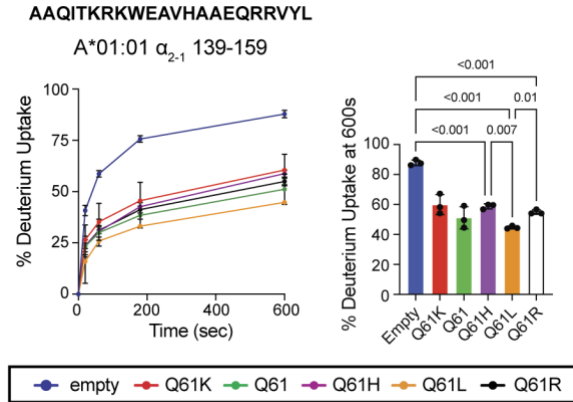 AAQITKRKWEAVHAAEQRRVYL
A*01:01 α2-1 139-159
% Deuterium Uptake
100
75
50
25
0
0 200 400 600
Time (sec)
% Deuterium Uptake at 600s
100
80
60
40
20
0
<0.001
<0.001 0.01
<0.001 0.007
Empty Q61K Q61 Q61H Q61L Q61R
empty Q61K Q61 Q61H Q61L Q61R